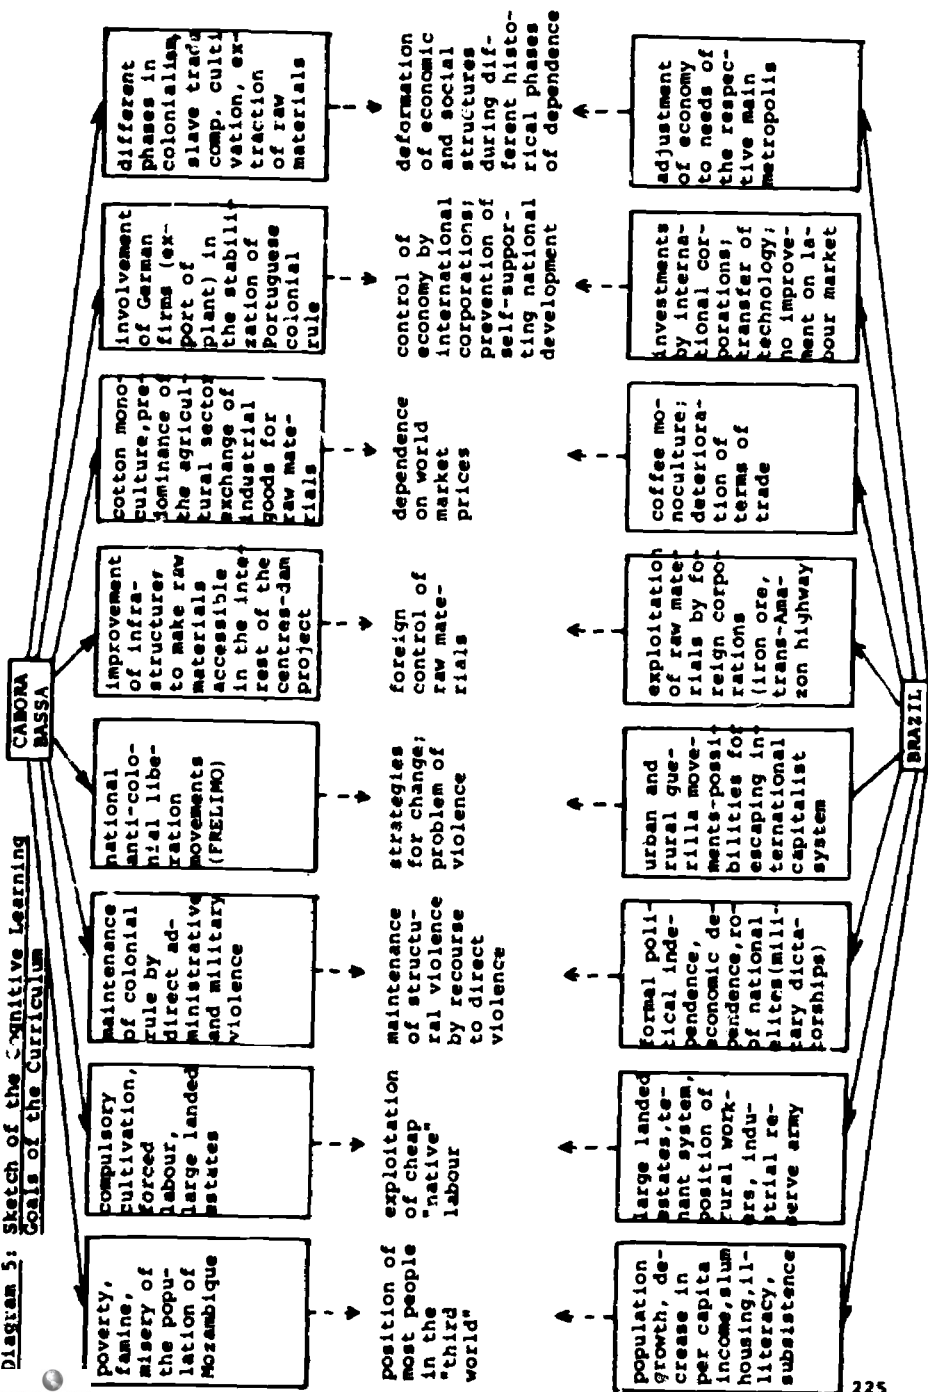 Diagram 5: Sketch of the Cognitive Learning
Goals of the Curriculum
CABORA
BASSA
poverty,
famine,
misery of
the popu-
lation of
Mozambique
compulsory
cultivation,
forced
labour,
large landed
estates
maintenance
of colonial
rule by
direct ad-
ministrative
and military
violence
national
anti-colo-
nial libe-
ration
movements
(FRELIMO)
improvement
of infra-
structures
to make raw
materials
accessible
in the inte-
rest of the
centres-dam
project
cotton mono-
culture,pre-
dominance of
the agricul-
tural sector
exchange of
industrial
goods for
raw mate-
rials
involvement
of German
firms (ex-
port of
plant) in
the stabili-
zation of
Portuguese
colonial
rule
different
phases in
colonialism,
slave trade
comp. culti-
vation, ex-
traction
of raw
materials
position of
most people
in the
"third
world"
exploitation
of cheap
"native"
labour
maintenance
of structu-
ral violence
by recourse
to direct
violence
strategies
for change;
problem of
violence
foreign
control of
raw mate-
rials
dependence
on world
market
prices
control of
economy by
international
corporations;
prevention of
self-suppor-
ting national
development
deformation
of economic
and social
structures
during dif-
ferent histo-
rical phases
of dependence
population
growth, de-
crease in
per capita
income,slum
housing,il-
literacy,
subsistence
large landed
estates,te-
nant system,
position of
rural work-
ers, indu-
strial re-
serve army
formal poli-
tical inde-
pendence,
economic de-
pendence,ro-
of national
elites(mili-
tary dicta-
torships)
urban and
rural gue-
rilla move-
ments-possi-
bilities for
escaping in-
ternational
capitalist
system
exploitation
of raw mate-
rials by fo-
reign corpo-
rations
(iron ore,
trans-Ama-
zon highway
coffee mo-
noculture;
deteriora-
tion of
terms of
trade
investments
by interna-
tional cor-
porations;
transfer of
technology;
no improve-
ment on la-
bour market
adjustment
of economy
to needs of
the respec-
tive main
metropolis
BRAZIL
225